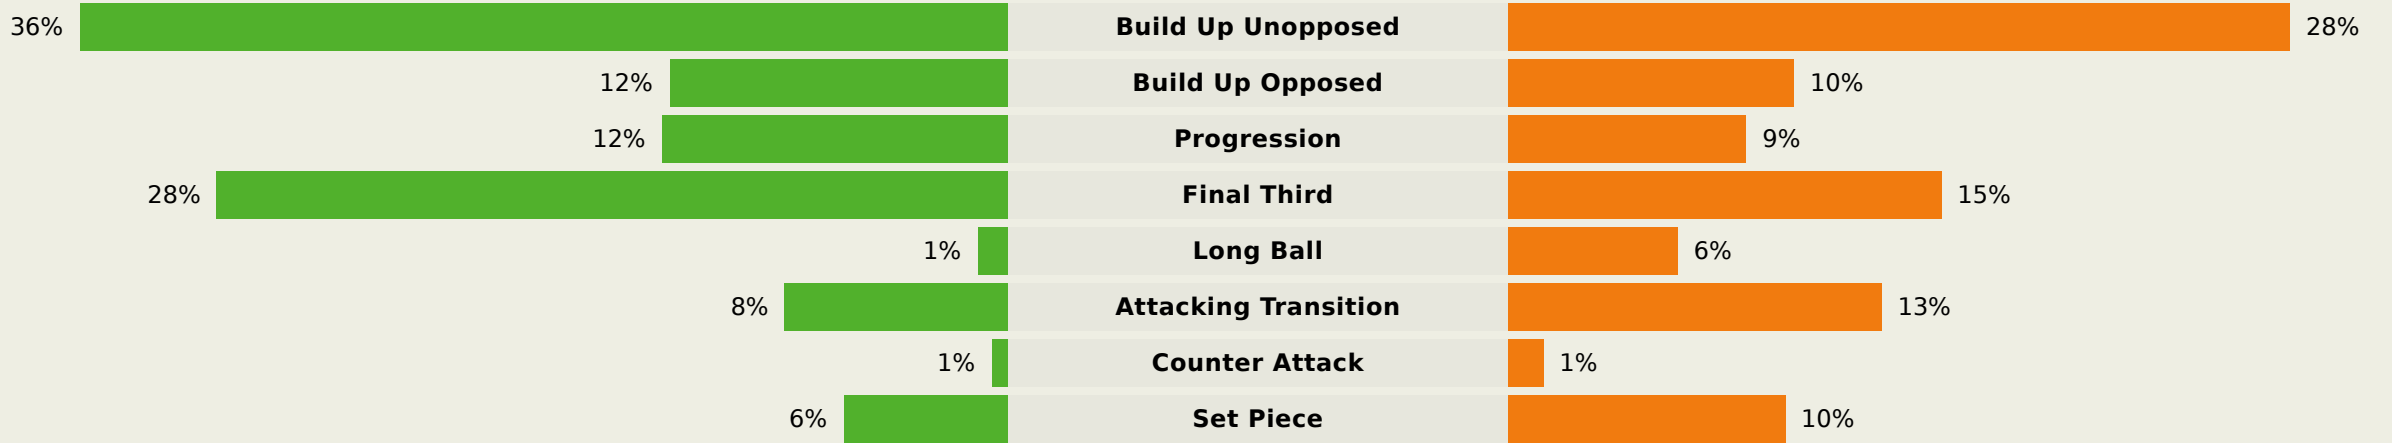 36% Build Up Unopposed 28%
12% Build Up Opposed 10%
12% Progression 9%
28% Final Third 15%
1% Long Ball 6%
8% Attacking Transition 13%
1% Counter Attack 1%
6% Set Piece 10%